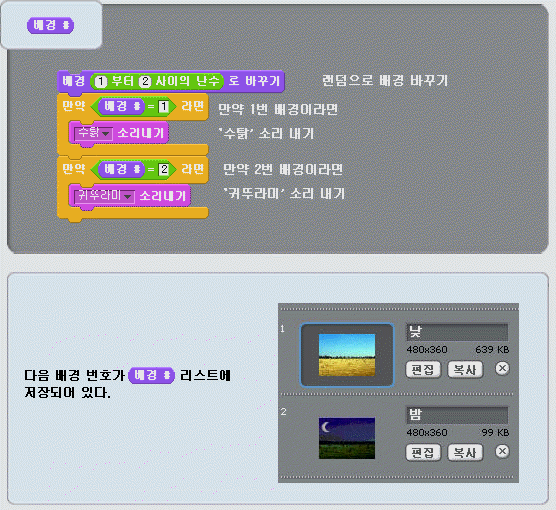 배경 #
배경 1 부터 2 사이의 난수 로 바꾸기 랜덤으로 배경 바꾸기
만약 배경 # = 1 라면 만약 1번 배경이라면
수탉 소리내기 '수탉' 소리 내기
만약 배경 # = 2 라면 만약 2번 배경이라면
귀뚜라미 소리내기 '귀뚜라미' 소리 내기
다음 배경 번호가 배경 # 리스트에
저장되어 있다.
1 낮
480x360 639 KB
편집 복사
2 밤
480x360 99 KB
편집 복사